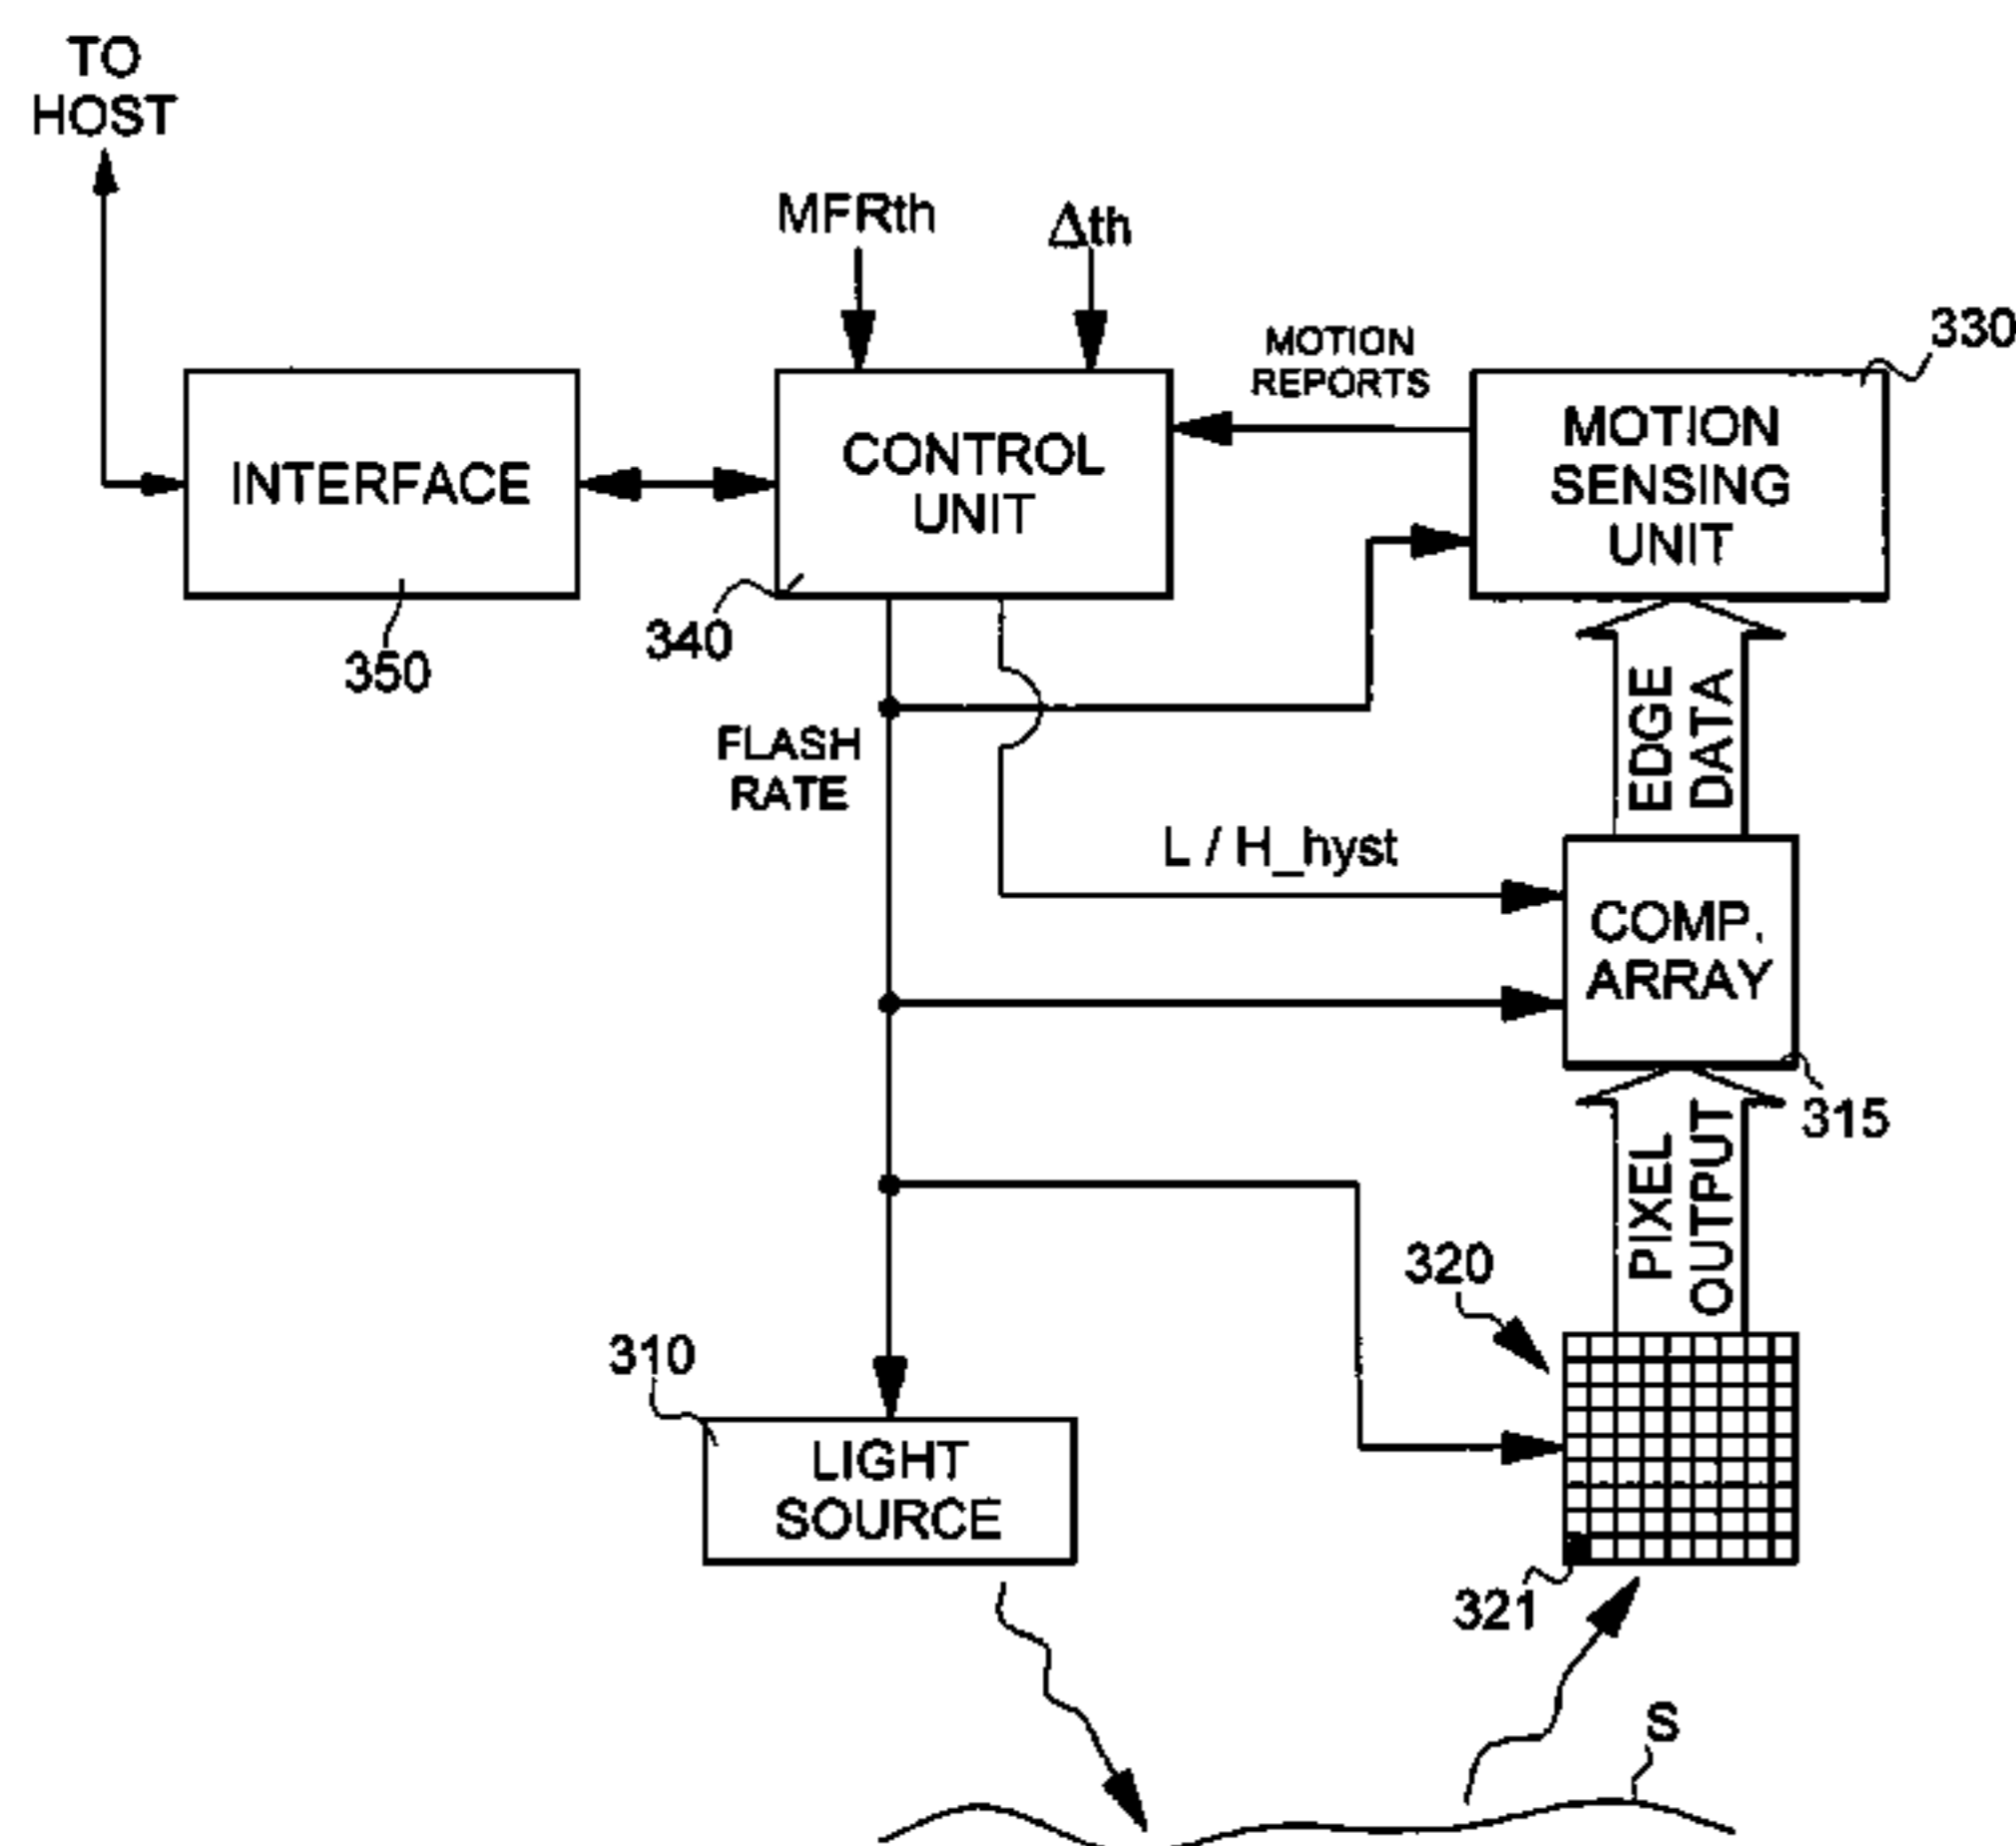 TO
HOST
MFRth
Δth
MOTION
REPORTS
330
INTERFACE
CONTROL
UNIT
MOTION
SENSING
UNIT
350
340
FLASH
RATE
EDGE
DATA
L / H_hyst
COMP.
ARRAY
315
PIXEL
OUTPUT
320
310
LIGHT
SOURCE
321
S